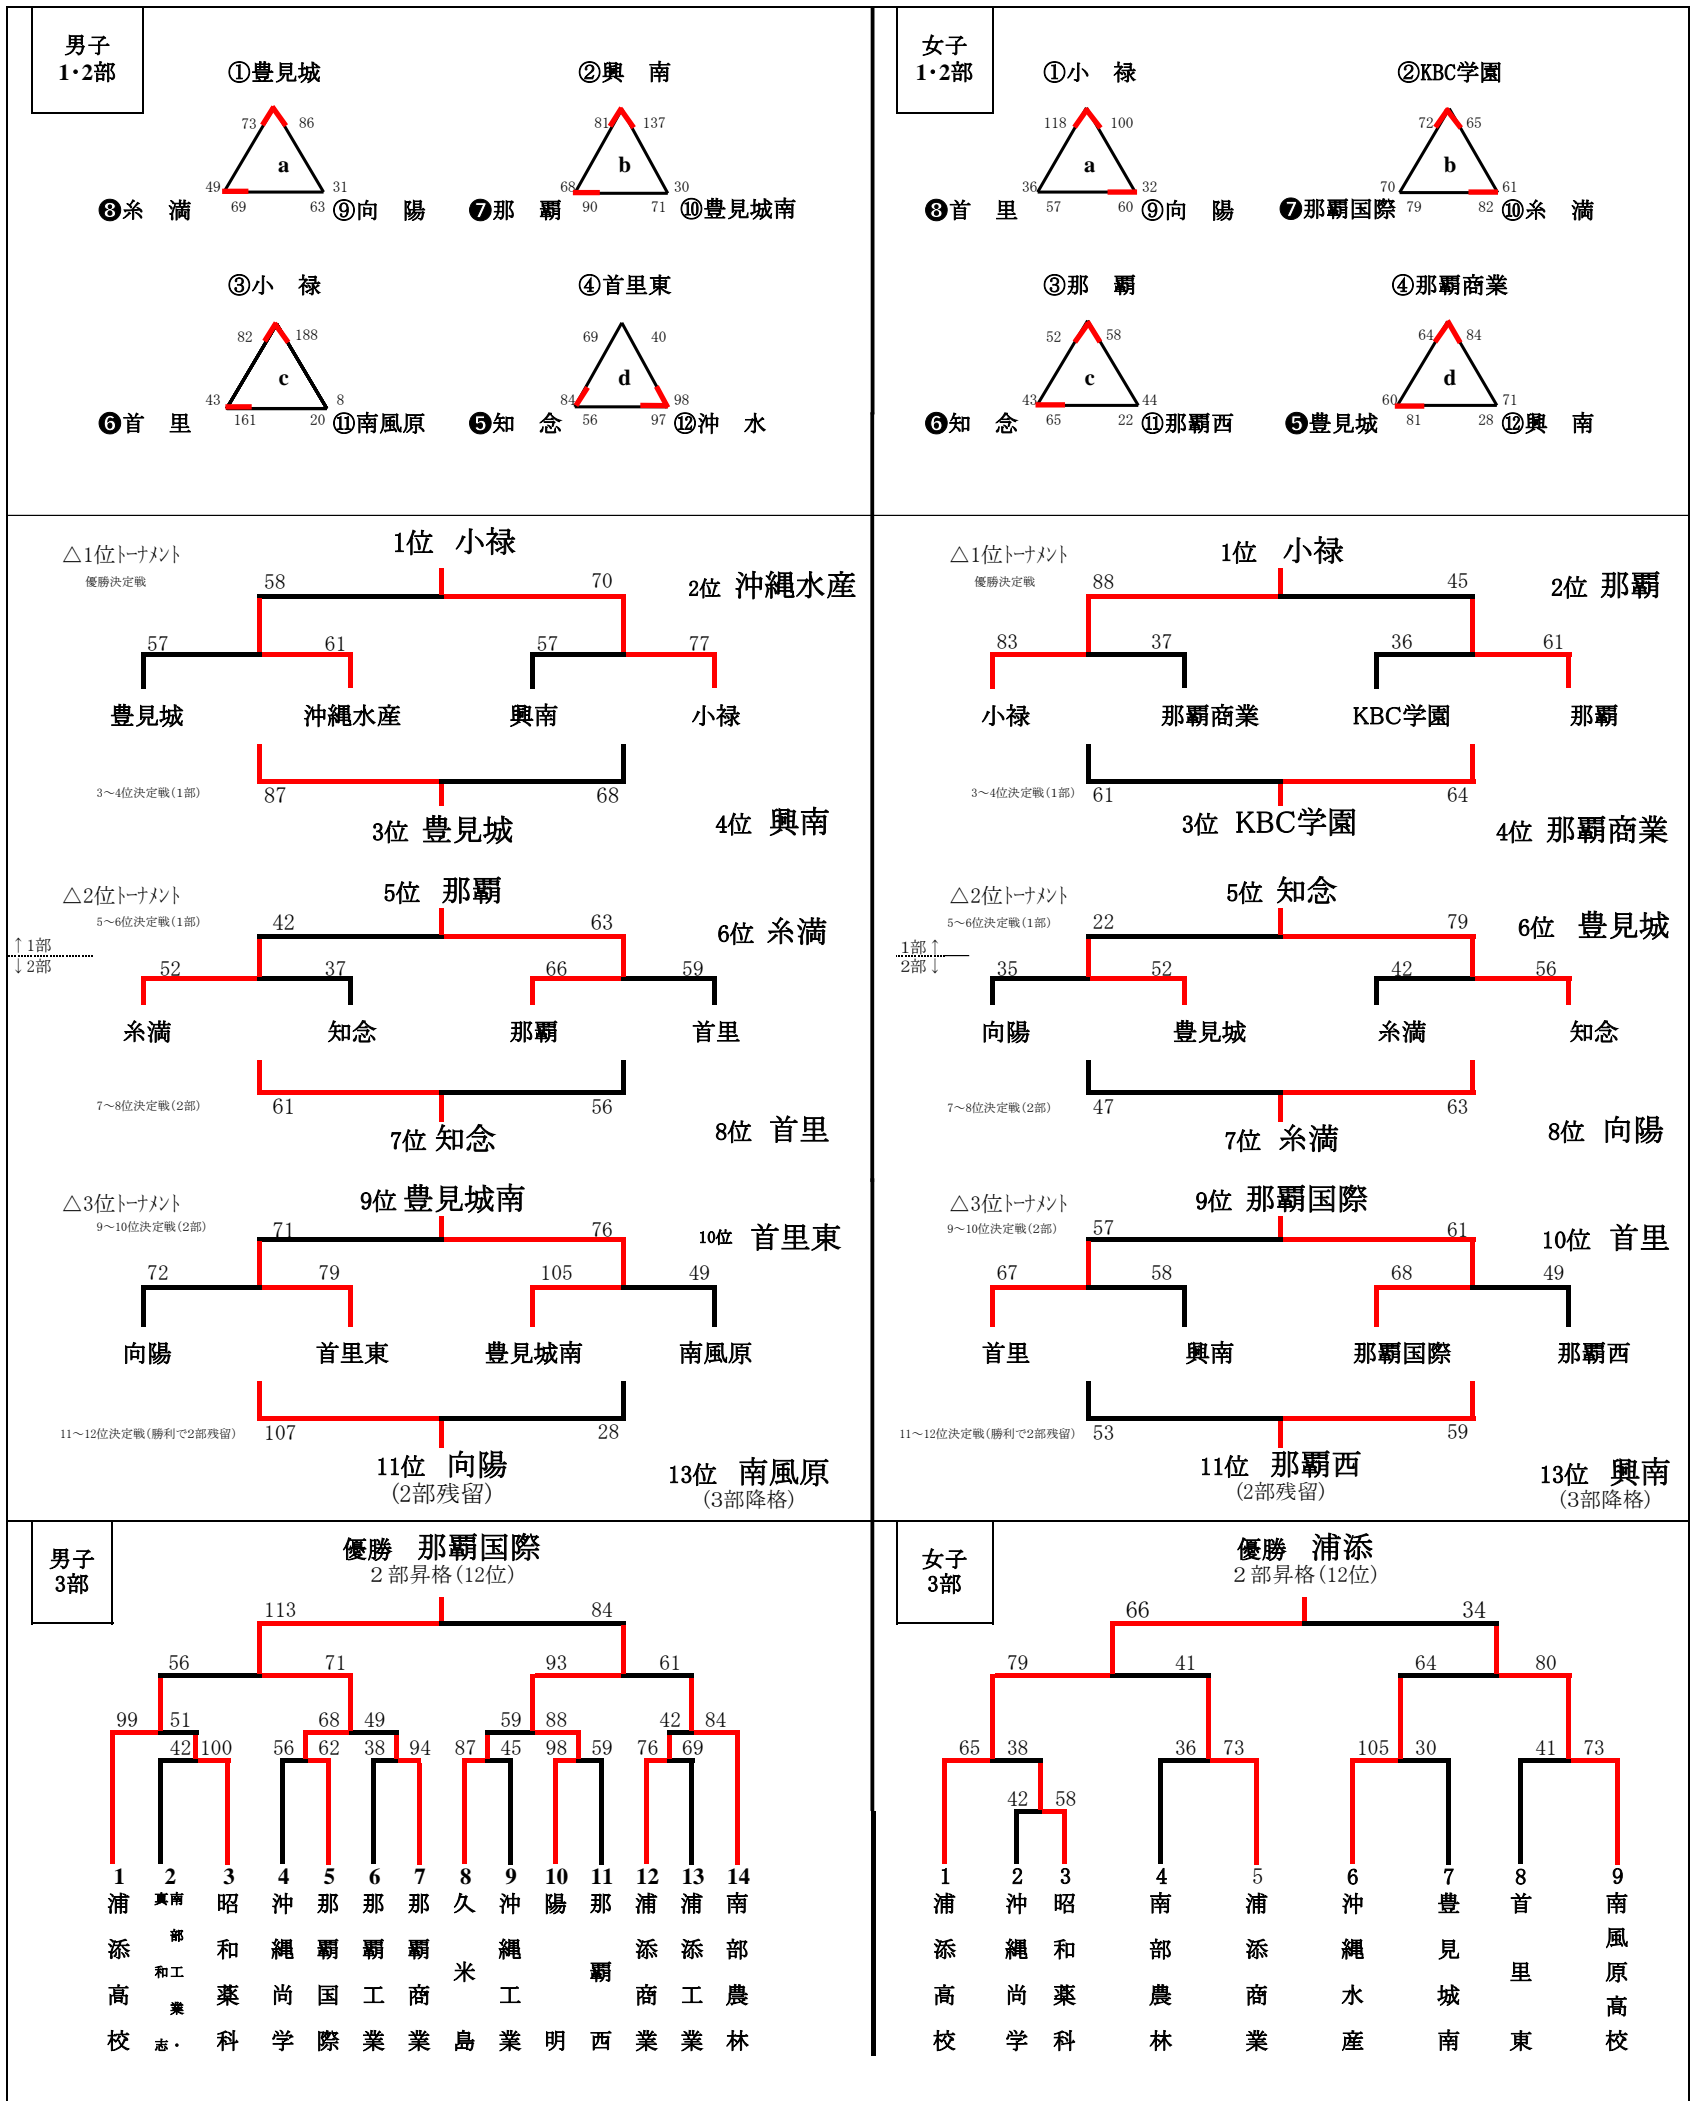 男子
1・2部
①豊見城
②興　南
73 86
81 137
a
b
49 31
68 30
❽糸　満 69 63 ⑨向　陽
❼那　覇 90 71 ⑩豊見城南
③小　禄
④首里東
82 188
69 40
c
d
43 8
84 98
❻首　里 161 20 ⑪南風原
❺知　念 56 97 ⑫沖　水
女子
1・2部
①小　禄
②KBC学園
118 100
72 65
a
b
36 32
70 61
❽首　里 57 60 ⑨向　陽
❼那覇国際 79 82 ⑩糸　満
③那　覇
④那覇商業
52 58
64 84
c
d
43 44
60 71
❻知　念 65 22 ⑪那覇西
❺豊見城 81 28 ⑫興　南
△1位トーナメント
1位　小禄
優勝決定戦
58 70
2位 沖縄水産
57 61 57 77
豊見城 沖縄水産 興南 小禄
3～4位決定戦(1部)
87 68
3位 豊見城
4位 興南
△2位トーナメント
5位 那覇
5～6位決定戦(1部)
42 63
6位 糸満
↑1部
↓2部
52 37 66 59
糸満 知念 那覇 首里
7～8位決定戦(2部)
61 56
7位 知念
8位 首里
△3位トーナメント
9位 豊見城南
9～10位決定戦(2部)
71 76
10位 首里東
72 79 105 49
向陽 首里東 豊見城南 南風原
11～12位決定戦(勝利で2部残留)
107 28
11位 向陽
(2部残留)
13位 南風原
(3部降格)
△1位トーナメント
1位　小禄
優勝決定戦
88 45
2位 那覇
83 37 36 61
小禄 那覇商業 KBC学園 那覇
3～4位決定戦(1部)
61 64
3位 KBC学園
4位 那覇商業
△2位トーナメント
5位 知念
5～6位決定戦(1部)
22 79
6位 豊見城
1部↑
2部↓
35 52 42 56
向陽 豊見城 糸満 知念
7～8位決定戦(2部)
47 63
7位 糸満
8位 向陽
△3位トーナメント
9位 那覇国際
9～10位決定戦(2部)
57 61
10位 首里
67 58 68 49
首里 興南 那覇国際 那覇西
11～12位決定戦(勝利で2部残留)
53 59
11位 那覇西
(2部残留)
13位 興南
(3部降格)
男子
3部
優勝 那覇国際
２部昇格(12位)
113 84
56 71 93 61
99 51 68 49 59 88 42 84
42 100 56 62 38 94 87 45 98 59 76 69
1 2 3 4 5 6 7 8 9 10 11 12 13 14
浦添高校
南部工業・
真和志
昭和薬科
沖縄尚学
那覇国際
那覇工業
那覇商業
久米島
沖縄工業
陽明
那覇西
浦添商業
浦添工業
南部農林
女子
3部
優勝 浦添
２部昇格(12位)
66 34
79 41 64 80
65 38 36 73 105 30 41 73
42 58
1 2 3 4 5 6 7 8 9
浦添高校
沖縄尚学
昭和薬科
南部農林
浦添商業
沖縄水産
豊見城南
首里東
南風原高校